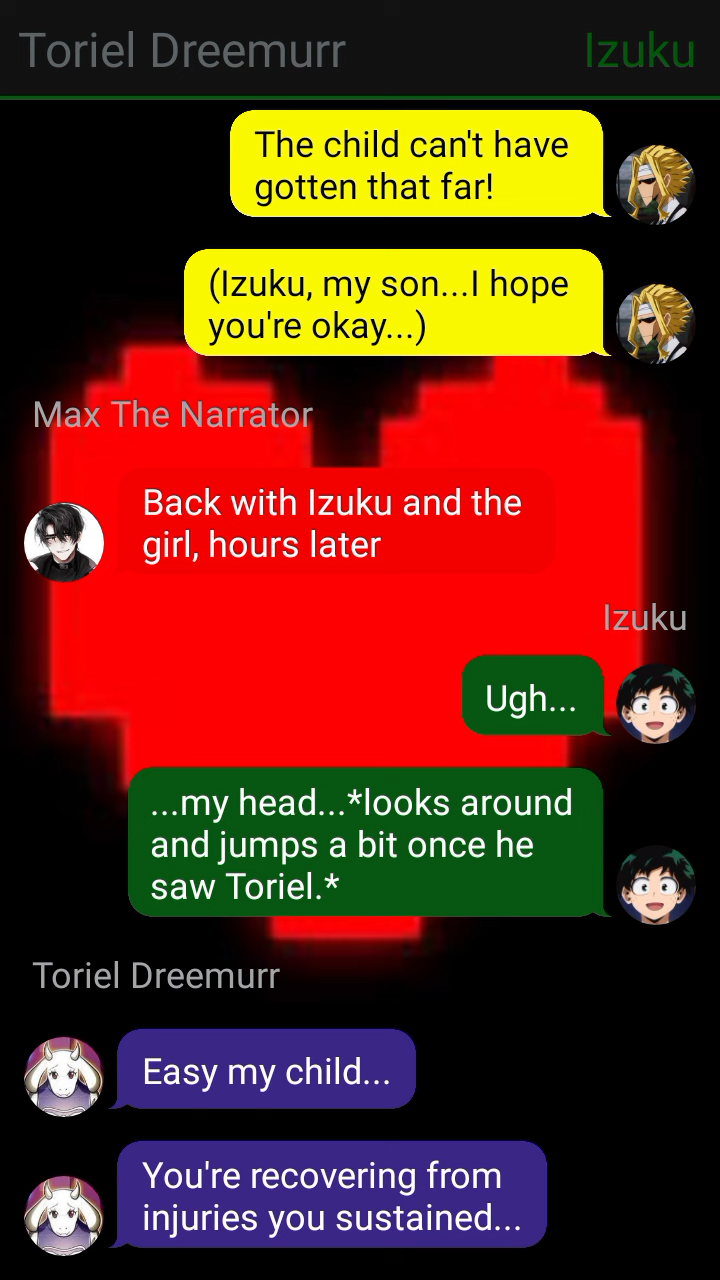 Toriel Dreemurr
Izuku
The child can't have
gotten that far!
(Izuku, my son...I hope
you're okay...)
Max The Narrator
Back with Izuku and the
girl, hours later
Izuku
Ugh...
...my head...*looks around
and jumps a bit once he
saw Toriel.*
Toriel Dreemurr
Easy my child...
You're recovering from
injuries you sustained...